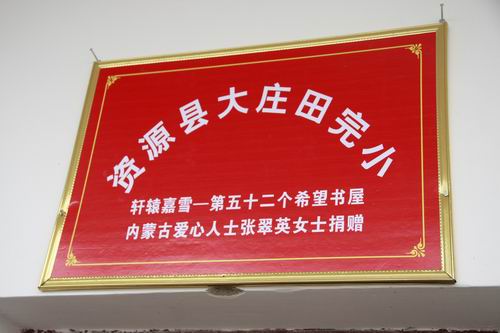 资源县大庄田完小
轩辕嘉雪—第五十二个希望书屋
内蒙古爱心人士张翠英女士捐赠